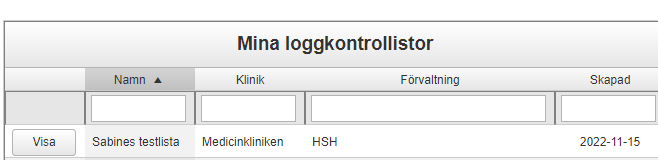 Mina loggkontrollistor
Namn ▲ Klinik Förvaltning Skapad
Visa Sabines testlista Medicinkliniken HSH 2022-11-15